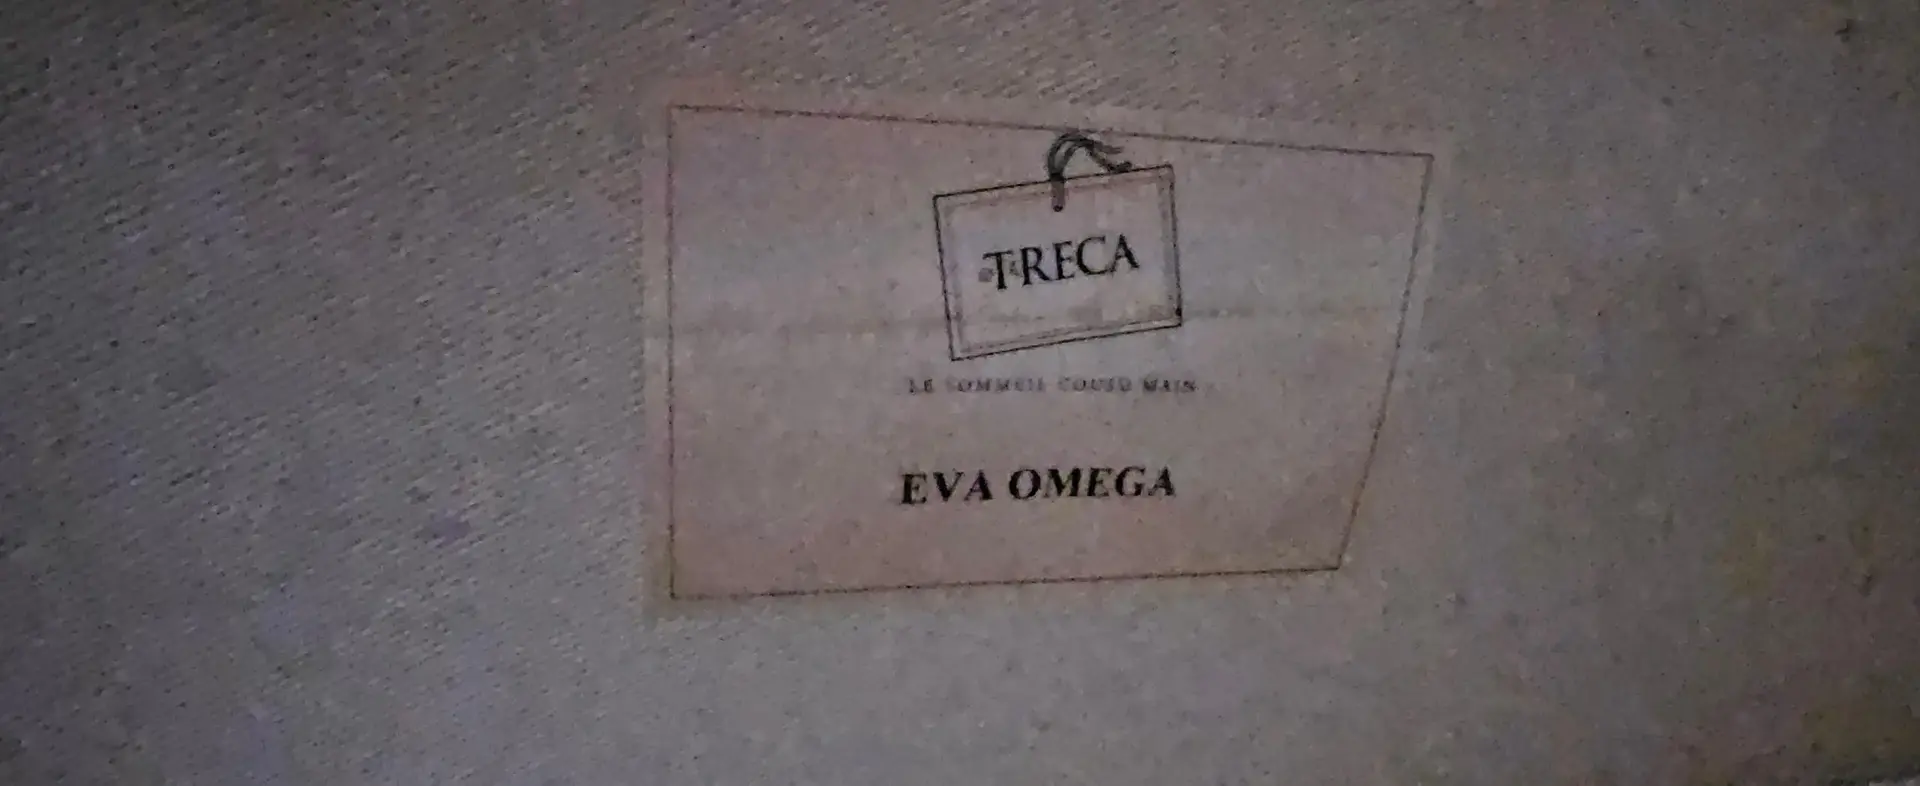 TRECA
LE SOMMEIL COUSU MAIN
EVA OMEGA